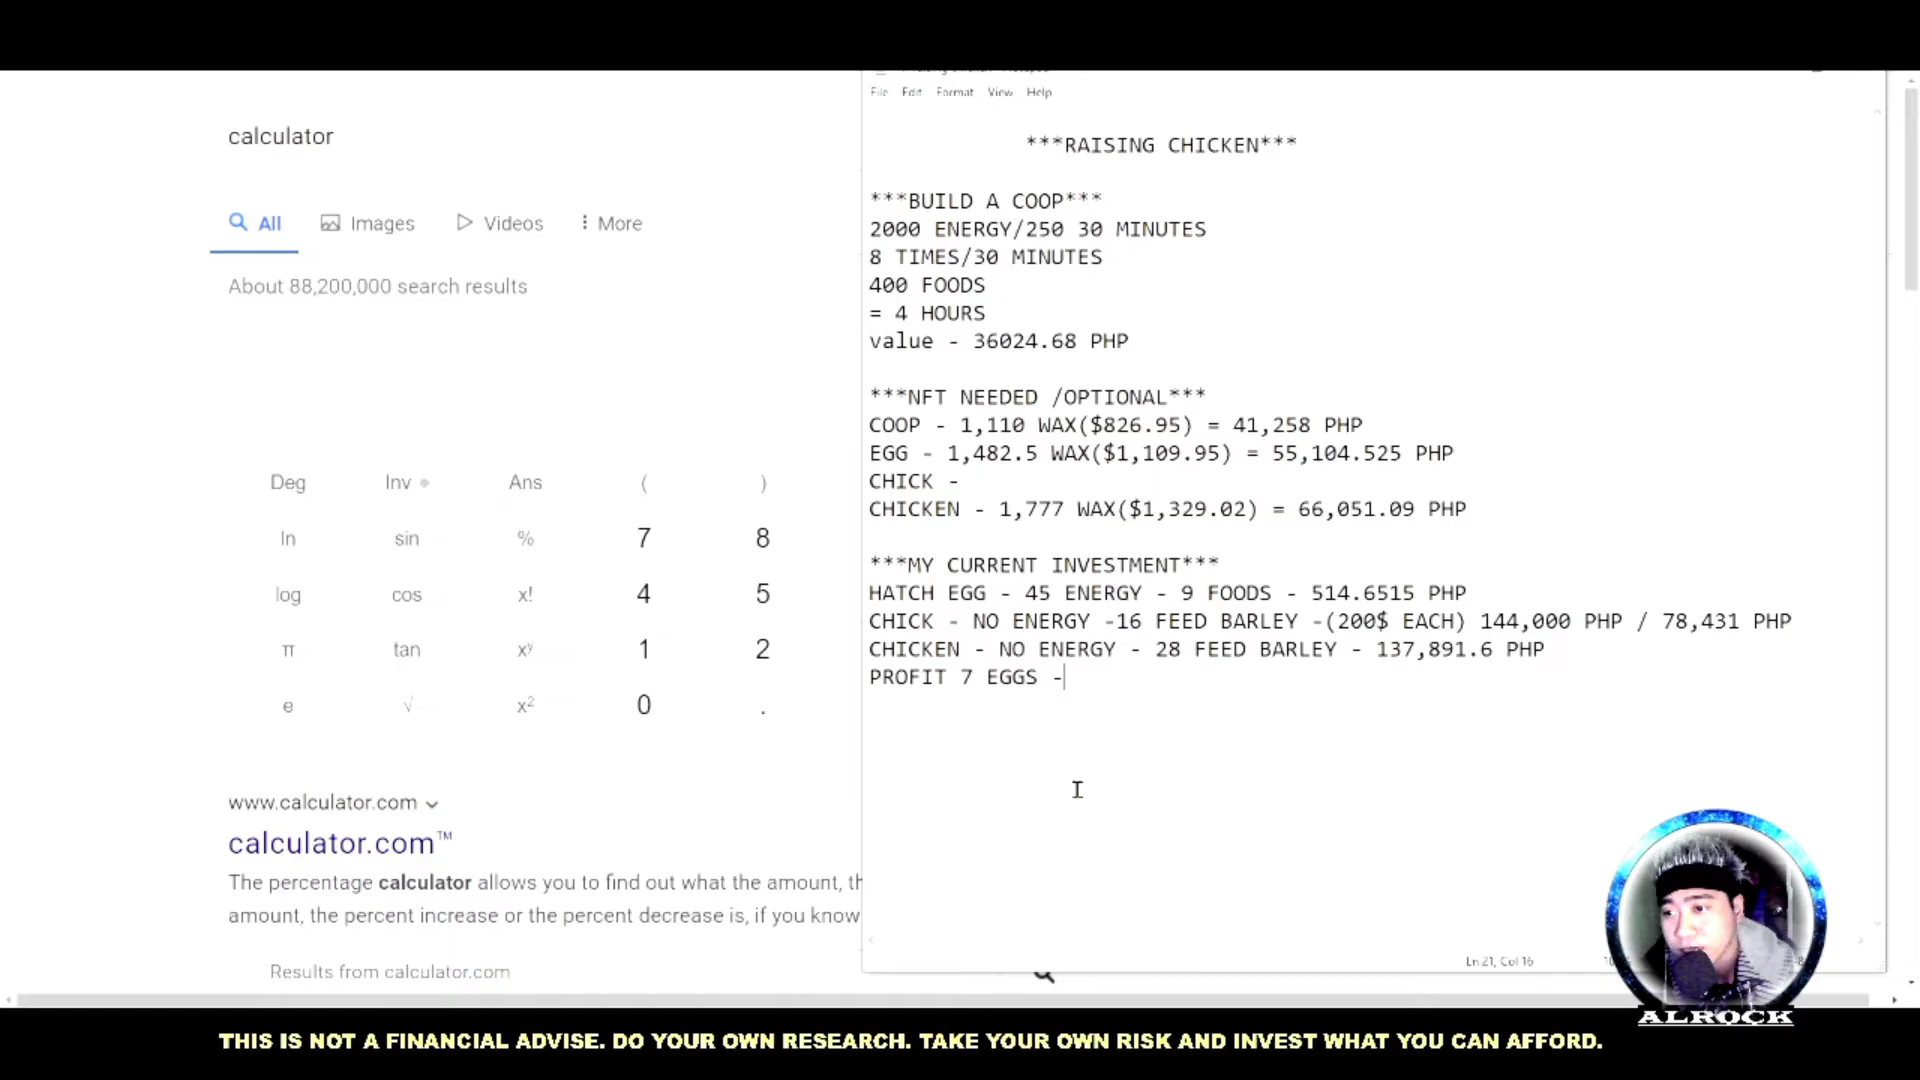 calculator
All
Images
Videos
More
About 88,200,000 search results
Deg
Inv
Ans
(
)
ln
sin
%
7
8
log
cos
x!
4
5
π
tan
xʸ
1
2
e
√
x²
0
.
www.calculator.com
calculator.com™
The percentage calculator allows you to find out what the amount,
amount, the percent increase or the percent decrease is, if you know
Results from calculator.com
File Edit Format View Help
***RAISING CHICKEN***
***BUILD A COOP***
2000 ENERGY/250 30 MINUTES
8 TIMES/30 MINUTES
400 FOODS
= 4 HOURS
value - 36024.68 PHP
***NFT NEEDED /OPTIONAL***
COOP - 1,110 WAX($826.95) = 41,258 PHP
EGG - 1,482.5 WAX($1,109.95) = 55,104.525 PHP
CHICK -
CHICKEN - 1,777 WAX($1,329.02) = 66,051.09 PHP
***MY CURRENT INVESTMENT***
HATCH EGG - 45 ENERGY - 9 FOODS - 514.6515 PHP
CHICK - NO ENERGY -16 FEED BARLEY -(200$ EACH) 144,000 PHP / 78,431 PHP
CHICKEN - NO ENERGY - 28 FEED BARLEY - 137,891.6 PHP
PROFIT 7 EGGS -
Ln 21, Col 16
ALROCK
THIS IS NOT A FINANCIAL ADVISE. DO YOUR OWN RESEARCH. TAKE YOUR OWN RISK AND INVEST WHAT YOU CAN AFFORD.